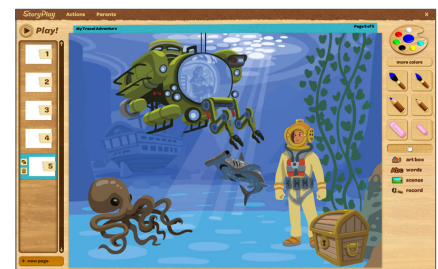 StoryPlay Actions Parents x
Play!
My Travel Adventure Page 5 of 5
1
2
3
4
5
+ new page
more colors
art box
Abc words
scenes
record